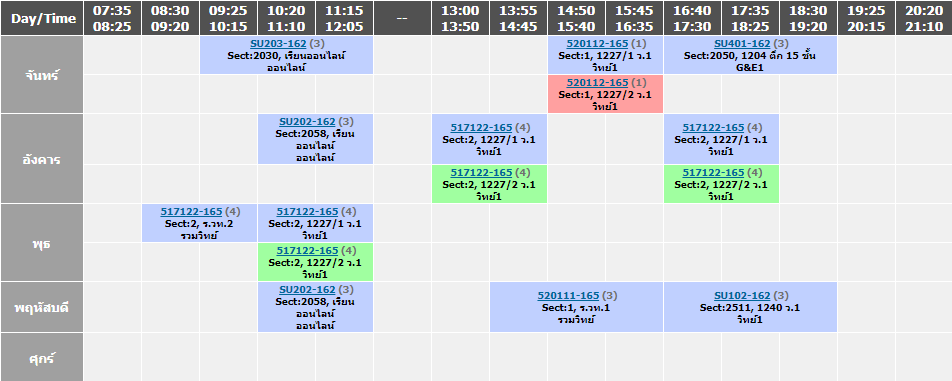 Day/Time 07:35 08:30 09:25 10:20 11:15 -- 13:00 13:55 14:50 15:45 16:40 17:35 18:30 19:25 20:20
08:25 09:20 10:15 11:10 12:05 13:50 14:45 15:40 16:35 17:30 18:25 19:20 20:15 21:10
จันทร์
SU203-162 (3)
Sect:2030, เรียนออนไลน์
ออนไลน์
520112-165 (1)
Sect:1, 1227/1 ว.1
วิทย์1
SU401-162 (3)
Sect:2050, 1204 ตึก 15 ชั้น
G&E1
520112-165 (1)
Sect:1, 1227/2 ว.1
วิทย์1
อังคาร
SU202-162 (3)
Sect:2058, เรียน
ออนไลน์
ออนไลน์
517122-165 (4)
Sect:2, 1227/1 ว.1
วิทย์1
517122-165 (4)
Sect:2, 1227/1 ว.1
วิทย์1
517122-165 (4)
Sect:2, 1227/2 ว.1
วิทย์1
517122-165 (4)
Sect:2, 1227/2 ว.1
วิทย์1
พุธ
517122-165 (4)
Sect:2, ร.วท.2
รวมวิทย์
517122-165 (4)
Sect:2, 1227/1 ว.1
วิทย์1
517122-165 (4)
Sect:2, 1227/2 ว.1
วิทย์1
พฤหัสบดี
SU202-162 (3)
Sect:2058, เรียน
ออนไลน์
ออนไลน์
520111-165 (3)
Sect:1, ร.วท.1
รวมวิทย์
SU102-162 (3)
Sect:2511, 1240 ว.1
วิทย์1
ศุกร์